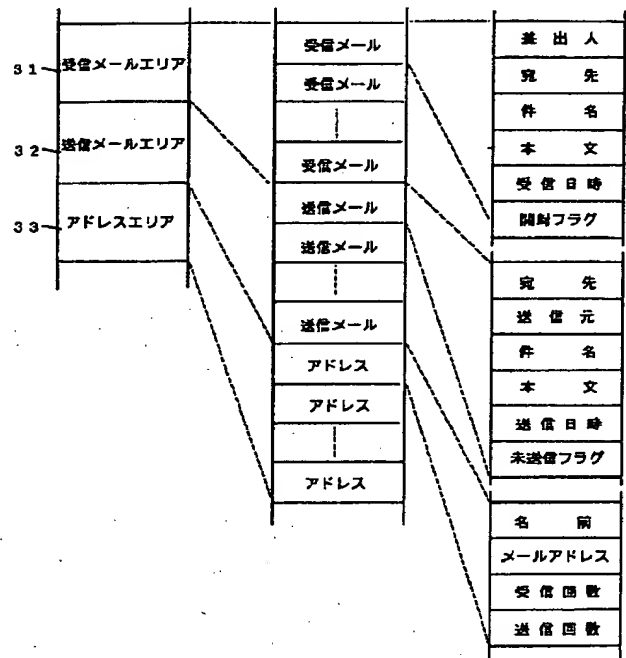 31 受信メールエリア
32 送信メールエリア
33 アドレスエリア
受信メール
受信メール
受信メール
送信メール
送信メール
送信メール
アドレス
アドレス
アドレス
差出人
宛先
件名
本文
受信日時
開封フラグ
宛先
送信元
件名
本文
送信日時
未送信フラグ
名前
メールアドレス
受信回数
送信回数